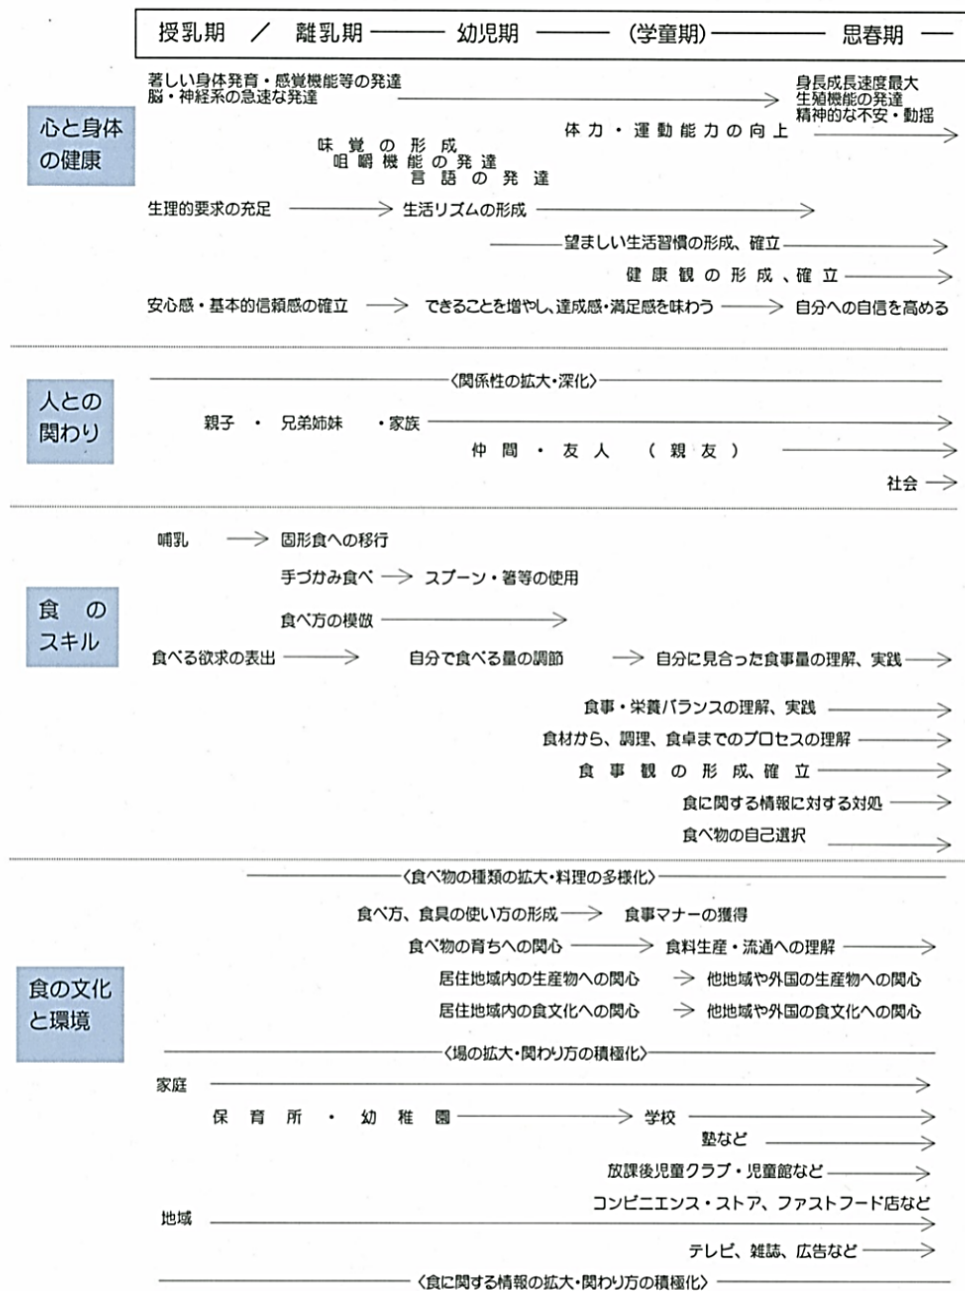 授乳期 / 離乳期 幼児期 (学童期) 思春期
心と身体
の健康
著しい身体発育・感覚機能等の発達
脳・神経系の急速な発達
身長成長速度最大
生殖機能の発達
精神的な不安・動揺
体力・運動能力の向上
味覚の形成
咀嚼機能の発達
言語の発達
生理的要求の充足 → 生活リズムの形成
望ましい生活習慣の形成、確立
健康観の形成、確立
安心感・基本的信頼感の確立 → できることを増やし、達成感・満足感を味わう → 自分への自信を高める
人との
関わり
〈関係性の拡大・深化〉
親子 ・ 兄弟姉妹 ・家族
仲間・友人 (親友)
社会
食 の
スキル
哺乳 → 固形食への移行
手づかみ食べ → スプーン・箸等の使用
食べ方の模倣
食べる欲求の表出 → 自分で食べる量の調節 → 自分に見合った食事量の理解、実践
食事・栄養バランスの理解、実践
食材から、調理、食卓までのプロセスの理解
食事観の形成、確立
食に関する情報に対する対処
食べ物の自己選択
食の文化
と環境
〈食べ物の種類の拡大・料理の多様化〉
食べ方、食具の使い方の形成 → 食事マナーの獲得
食べ物の育ちへの関心 → 食料生産・流通への理解
居住地域内の生産物への関心 → 他地域や外国の生産物への関心
居住地域内の食文化への関心 → 他地域や外国の食文化への関心
〈場の拡大・関わり方の積極化〉
家庭
保育所・幼稚園 → 学校
塾など
放課後児童クラブ・児童館など
コンビニエンス・ストア、ファストフード店など
地域
テレビ、雑誌、広告など
〈食に関する情報の拡大・関わり方の積極化〉